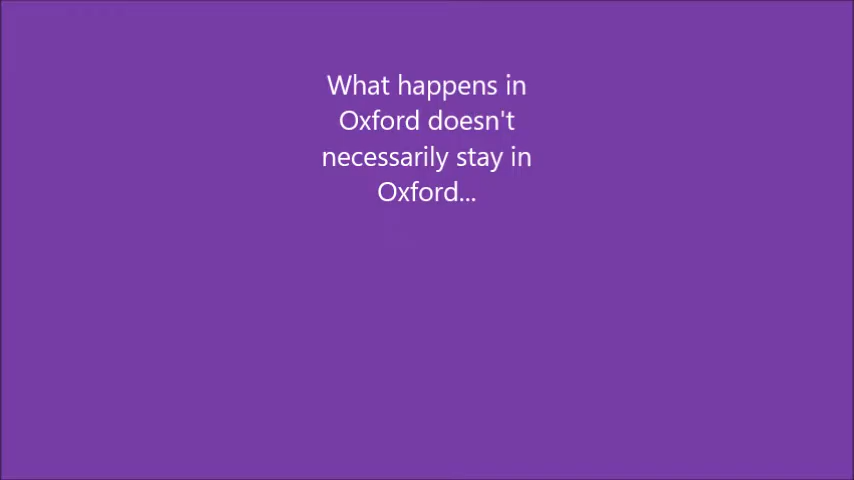 What happens in
Oxford doesn't
necessarily stay in
Oxford...